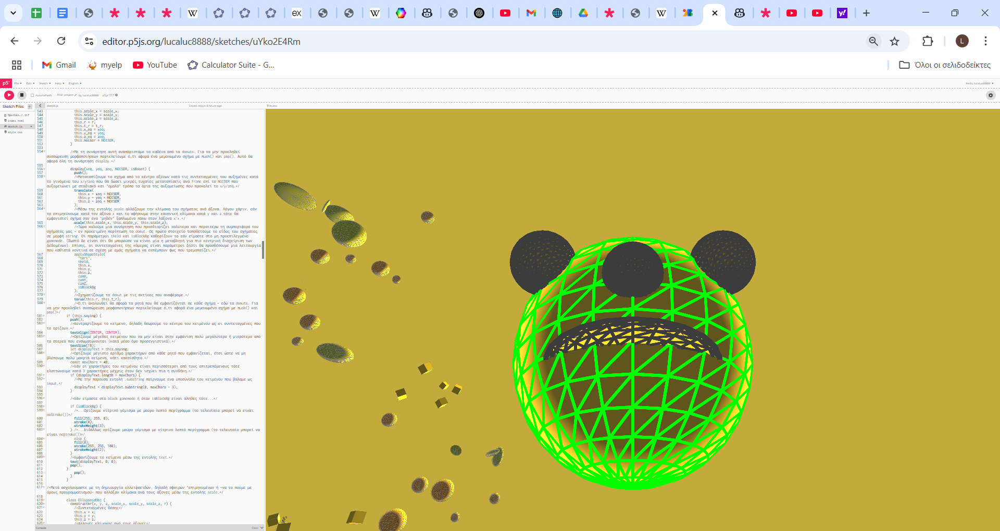 editor.p5js.org/lucaluc8888/sketches/uYko2E4Rm
L
Gmail
myelp
YouTube
Calculator Suite - G...
Όλοι οι σελιδοδείκτες
p5*
File
Edit
Sketch
Help
English
Hello, lucaluc8888!
Auto-refresh
final_project
by lucaluc8888
Sketch Files
sketch.js
Saved: about 8 hours ago
Preview
index.html
sketch.js
style.css
543 this.scale_x = scale_x;
544 this.scale_y = scale_y;
545 this.scale_z = scale_z;
546 this.r = r;
547 this.t_r = t_r;
548 this.x_eq = xeq;
549 this.y_eq = yeq;
550 this.z_eq = zeq;
551 this.noiser = NOISER;
552 }
553
554 /*Με τη συνάρτηση αυτή αναπαριστάμε το καθένα από τα donuts. Για να μην προκληθεί
συσσώρευση μορφοποιήσεων περικλείουμε ό,τι αφορά ένα μεμονωμένο σχήμα με push() και pop(). Αυτό θα
αφορά όλη τη συνάρτηση display.*/
555
556 display(xeq, yeq, zeq, NOISER, isBoost) {
557 push();
558 /*Μετατοπίζουμε το σχήμα από το κέντρο αξόνων κατά τις συντεταγμένες του αυξημένες κατά
το γινόμενο του x/y/zeq που θα δώσει μικρές τυχαίες μετατοπίσεις ανά frame επί το NOISER που
αυξομειώνει με σταδιακό και "ομαλό" τρόπο τα όρια της αυξομείωσης που προκαλεί το x/y/zeq.*/
559 translate(
560 this.x + xeq * NOISER,
561 this.y + yeq * NOISER,
562 this.z + zeq * NOISER
563 );
564 /*Μέσω της εντολής scale αλλάζουμε την κλίμακα του σχήματος ανά άξονα. Λόγου χάριν, εάν
το επιμηκύνουμε κατά τον άξονα x και το αφήσουμε στην κανονική κλίμακα κατά y και z τότε θα
εμφανιστεί σχήμα σαν ένα "μηδέν" ξαπλωμένο πάνω στον λάξονα x'x.*/
565 scale(this.scale_x, this.scale_y, this.scale_z);
566 /*Τώρα καλούμε μια συνάρτηση που προσδιορίζει καλύτερα και περαιτέρω τη συμπεριφορά του
σχήματός μας - εν προκειμένη περίπτωση το donut. Ως πρώτο στοιχείο τοποθετούμε το είδος του σχήματος
σε μορφή string. Οι παράμετροι tHeld και isBlackBg καθορίζουν το εάν είμαστε στο μη προεπιλεγμένο
gamemode. (Σωστό δε είναι ότι θα μπορούσε να είναι μία η μεταβλητή για πιο κεντρική διαχείριση των
δεδομένων). Επίσης, οι συντεταγμένες της κάμερας είναι παράμετροι διότι θα προσθέσουμε μια λειτουργία
που καθιστά κοντινά σε σχέση με εμάς σχήματα να εκπέμπουν φως που τρεμοπαίζει.*/
567 applyShapeStyle(
568 "tori",
569 tHeld,
570 this.x,
571 this.y,
572 this.z,
573 camX,
574 camY,
575 camZ,
576 isBlackBg
577 );
578 /*Σχηματίζουμε το donut με τις ακτίνες που αναφέραμε.*/
579 torus(this.r, this.t_r);
580 /*Ό,τι ακολουθεί θα αφορά τα ρητά που θα εμφανίζονται σε κάθε σχήμα - εδώ τα donuts. Για
να μην προκληθεί συσσώρευση μορφοποιήσεων περικλείουμε ό,τι αφορά ένα μεμονωμένο σχήμα με push() και
pop()*/
581 if (this.saying) {
582 push();
583 /*Κεντραρίζουμε το κείμενο, δηλαδή θεωρούμε το κέντρο του κειμένου ως οι συντεταγμένες που
το ορίζουν.*/
584 textAlign(CENTER, CENTER);
585 /*Ορίζουμε μέγεθος κειμένου που να μην είναι στην εμφάνιση πολύ μεγαλύτερο ή μικρότερο από
τα στερεά που ενσωματώνονται (κατά μέσο όρο προσεγγιστικά).*/
586 textSize(18);
587 let displayText = this.saying;
588 /*Ορίζουμε μέγιστο αριθμό χαρακτήρων από κάθε ρητό που εμφανίζεται, έτσι ώστε να μη
βλέπουμε πολύ μακριά κείμενα, κάτι κακαίσθητο.*/
589 const maxChars = 48;
590 /*Εάν οι χαρακτήρες του κειμένου είναι περισσότεροι από τους επιτρεπόμενους τότε
ελαττώνουμε κατά 3 χαρακτήρες μέχρις ότου δεν ισχύει πια η συνθήκη.*/
591 if (displayText.length > maxChars) {
592 /*Με την παρούσα εντολή .substring παίρνουμε ενα υποσύνολο του κειμένου που βάλαμε ως
input.*/
593 displayText = displayText.substring(0, maxChars - 3);
594 }
595
596 /*Εάν είμαστε στο black gamemode ή όταν isBlackBg είναι αληθές τότε...*/
597
598 if (isBlackBg) {
599 /*...Ορίζουμε κίτρινο γέμισμα με μαύρο λεπτό περίγραμμα (το τελευταίο μπορεί να είναι
noStroke())*/
600 fill(255, 255, 0);
601 stroke(0);
602 strokeWeight(3);
603 } /*...Ειδάλλως ορίζουμε μαύρο γέμισμα με κίτρινο λεπτό περίγραμμα (το τελευταίο μπορεί να
είναι noStroke())*/
604 else {
605 fill(0);
606 stroke(255, 255, 180);
607 strokeWeight(2);
608 }
609 /*Εμφανίζουμε το κείμενο μέσω της εντολής text.*/
610 text(displayText, 0, 0);
611 pop();
612 }
613 pop();
614 }
615 }
616
617 /*Μετά ασχολούμαστε με τη δημιουργία ελλειψοειδών, δηλαδή σφαιρών "επιμηκυμένων ή -να το πούμε με
όρους προγραμματισμού- που αλλάξαν κλίμακα ανά τους άξονες μέσω της εντολής scale.*/
618
619 class EllipsoidObj {
620 constructor(x, y, z, scale_x, scale_y, scale_z, r) {
621 /*Συντεταγμένες θέσης*/
622 this.x = x;
623 this.y = y;
624 this.z = z;
625 /*Αλλαγές κλίμακας ανά τους άξονες*/
Console
Clear